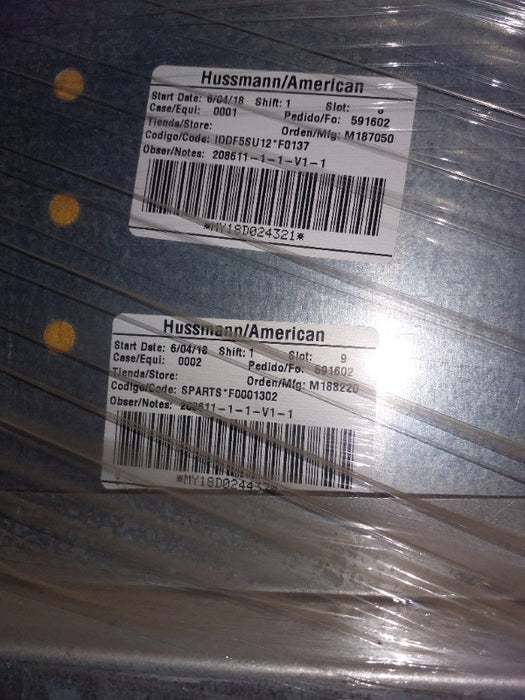 Hussmann/American
Start Date: 6/04/18 Shift: 1 Slot:
Case/Equi: 0001 Pedido/Fo: 591602
Tienda/Store: Orden/Mfg: M187050
Codigo/Code: IODF5SU12*F0137
Obser/Notes: 208611-1-1-V1-1
*MY18D024321*
Hussmann/American
Start Date: 6/04/18 Shift: 1 Slot: 9
Case/Equi: 0002 Pedido/Fo: 591602
Tienda/Store: Orden/Mfg: M188220
Codigo/Code: SPARTS*F0001302
Obser/Notes: 208611-1-1-V1-1